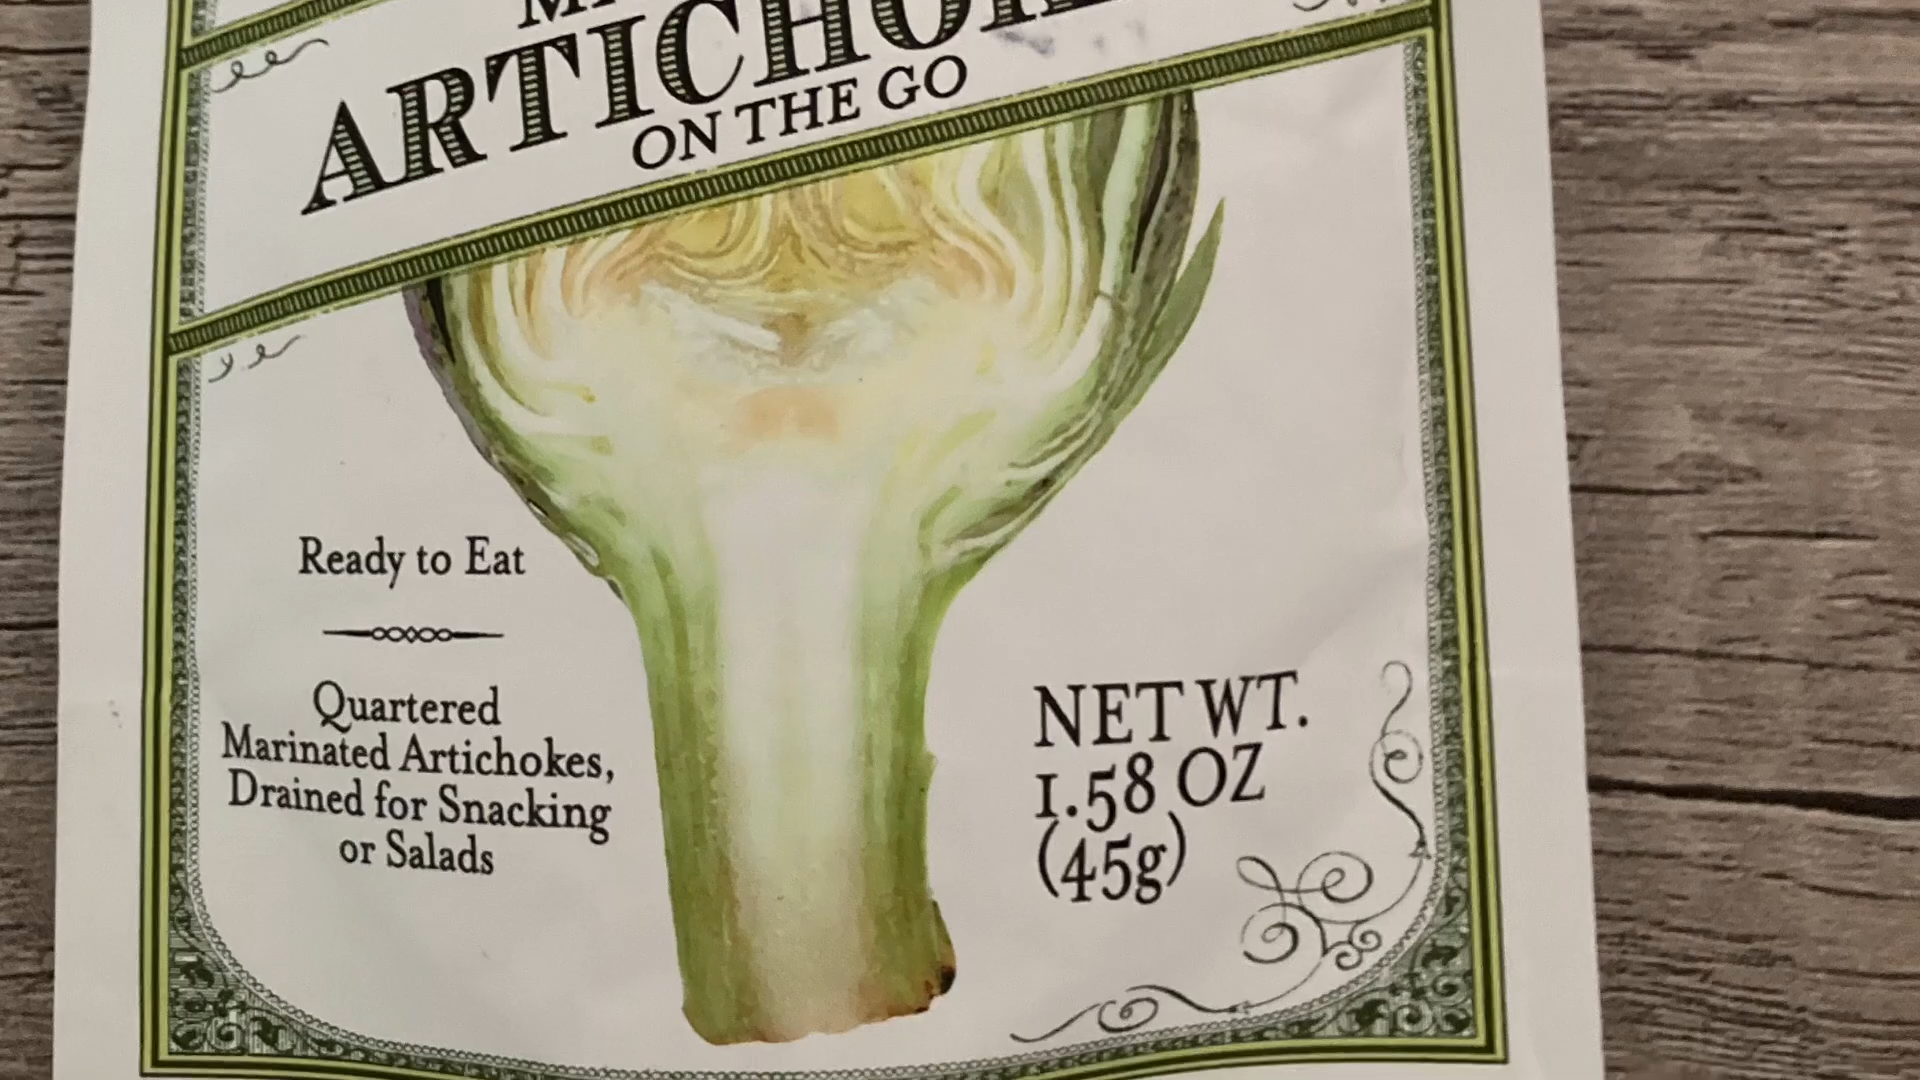 ON THE GO
Ready to Eat
Quartered
Marinated Artichokes,
Drained for Snacking
or Salads
NET WT.
1.58 OZ
(45g)